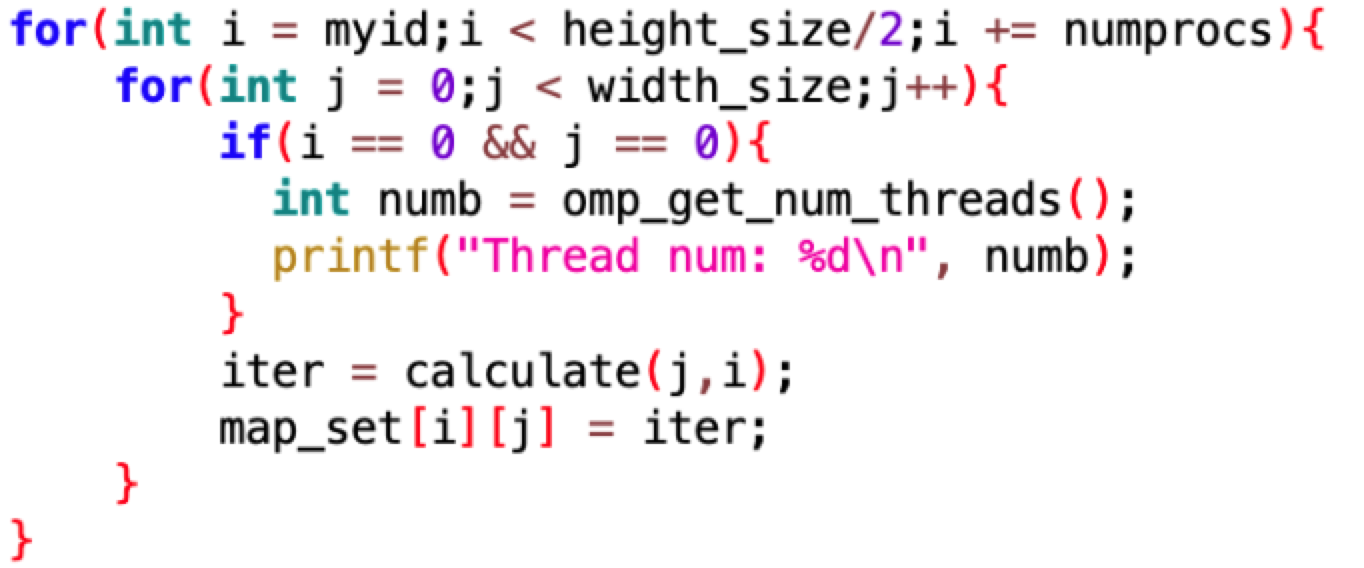 for(int i = myid;i < height_size/2;i += numprocs){
    for(int j = 0;j < width_size;j++){
        if(i == 0 && j == 0){
          int numb = omp_get_num_threads();
          printf("Thread num: %d\n", numb);
        }
        iter = calculate(j,i);
        map_set[i][j] = iter;
    }
}